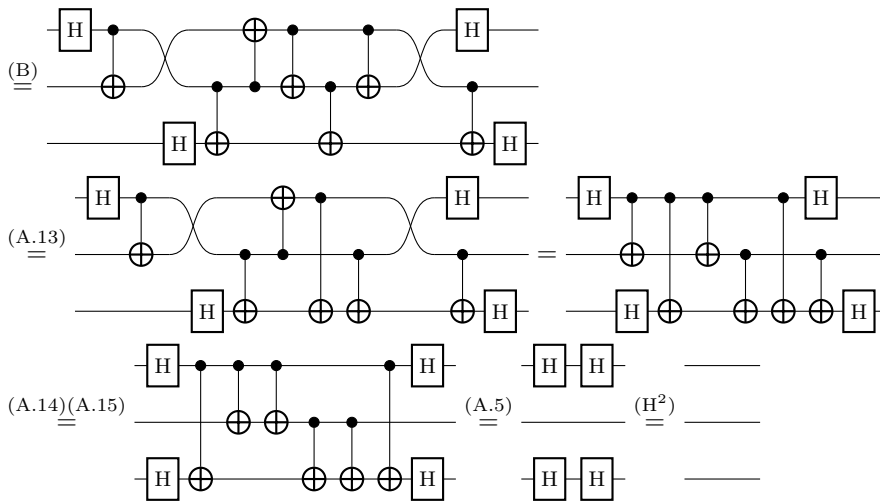 H H
(B)
=
H H
H H
(A.13)
= =
H H H H
H H H H
(A.14)(A.15) (A.5) (H²)
= = =
H H H H